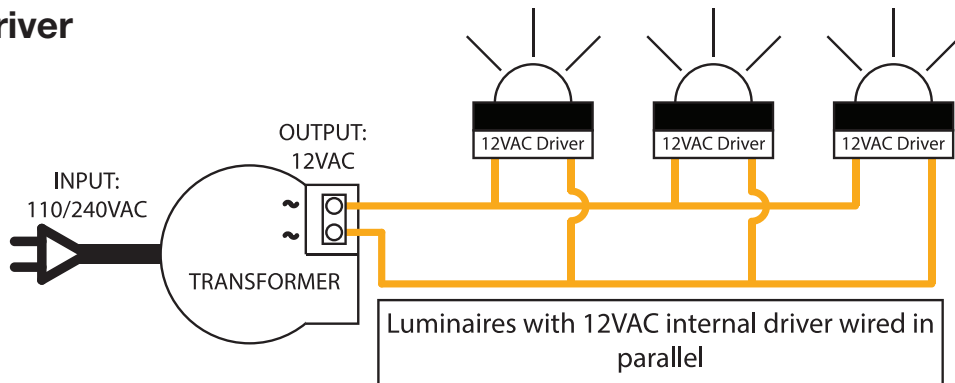 river
OUTPUT:
12VAC
INPUT:
110/240VAC
~
~
TRANSFORMER
12VAC Driver
12VAC Driver
12VAC Driver
Luminaires with 12VAC internal driver wired in
parallel